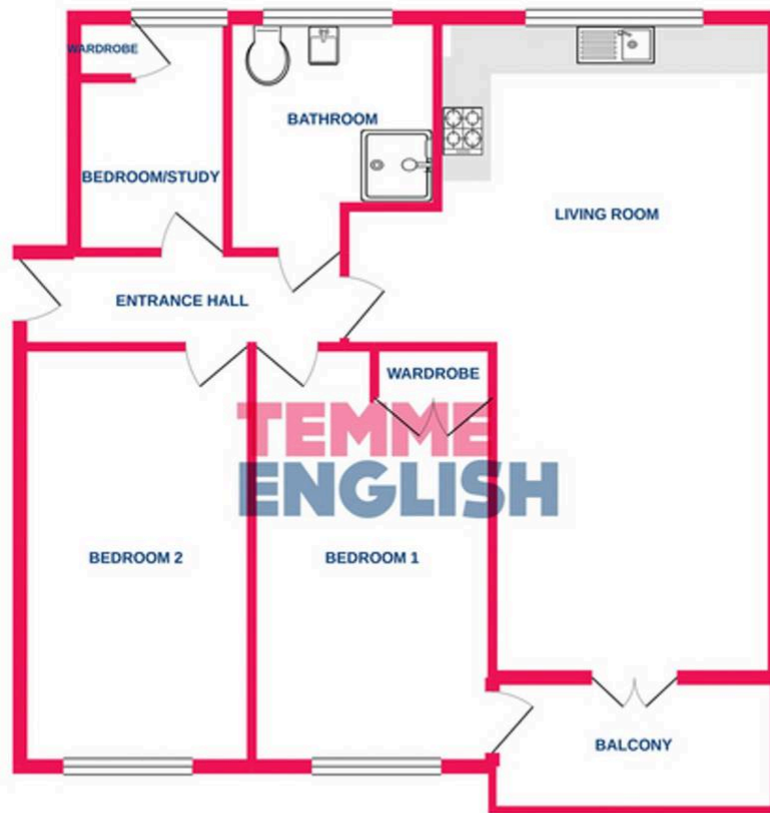 WARDROBE
BATHROOM
BEDROOM/STUDY
LIVING ROOM
ENTRANCE HALL
WARDROBE
TEMME
ENGLISH
BEDROOM 2
BEDROOM 1
BALCONY